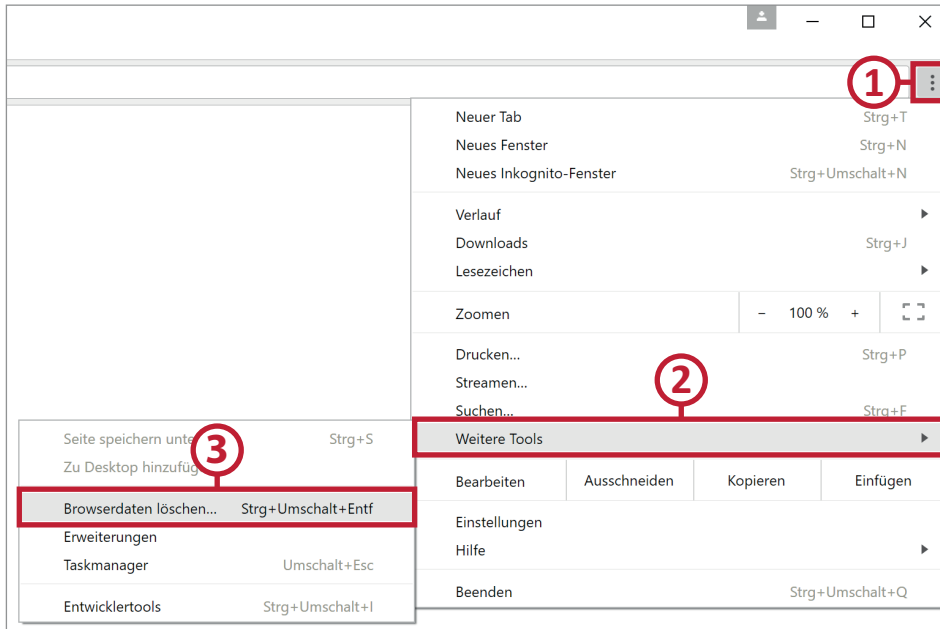 1
Neuer Tab Strg+T
Neues Fenster Strg+N
Neues Inkognito-Fenster Strg+Umschalt+N
Verlauf
Downloads Strg+J
Lesezeichen
Zoomen − 100 % +
Drucken... Strg+P
Streamen...
2
Suchen... Strg+F
Weitere Tools
Bearbeiten Ausschneiden Kopieren Einfügen
Einstellungen
Hilfe
Beenden Strg+Umschalt+Q
3
Seite speichern unte Strg+S
Zu Desktop hinzufüg
Browserdaten löschen... Strg+Umschalt+Entf
Erweiterungen
Taskmanager Umschalt+Esc
Entwicklertools Strg+Umschalt+I